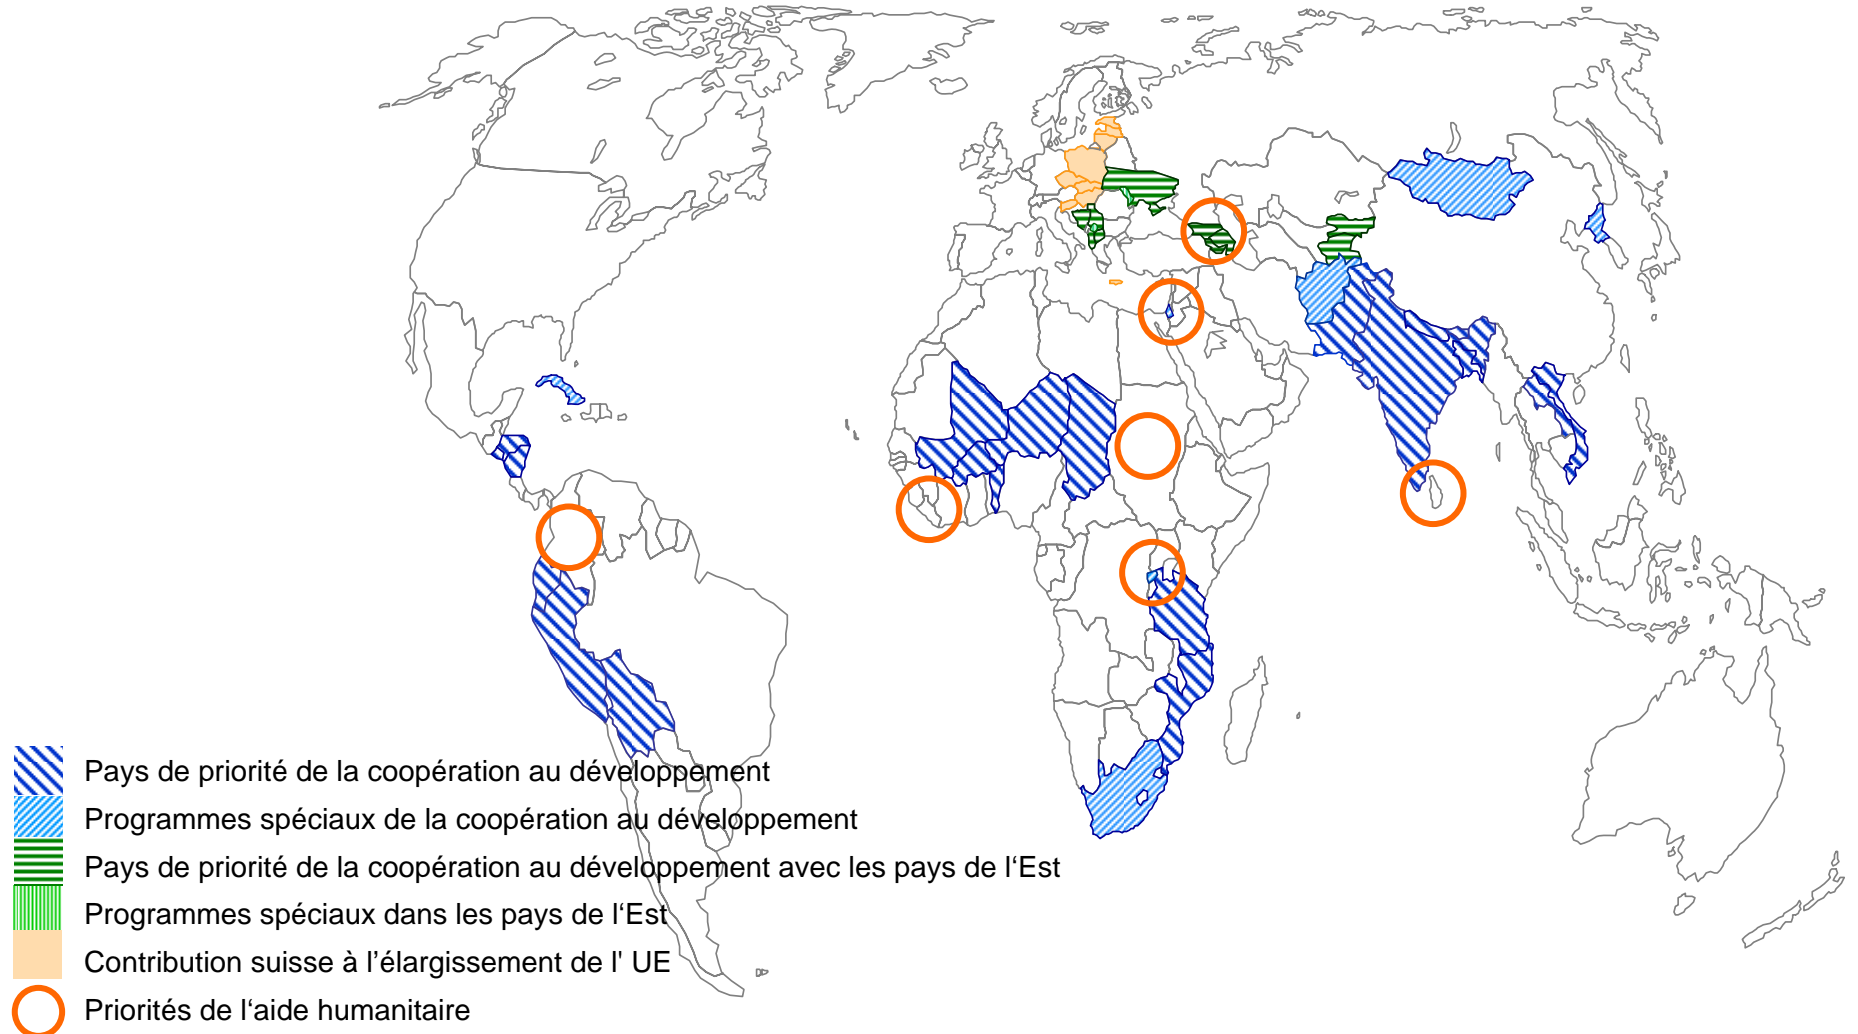 Pays de priorité de la coopération au développement
Programmes spéciaux de la coopération au développement
Pays de priorité de la coopération au développement avec les pays de l‘Est
Programmes spéciaux dans les pays de l‘Est
Contribution suisse à l’élargissement de l' UE
Priorités de l‘aide humanitaire